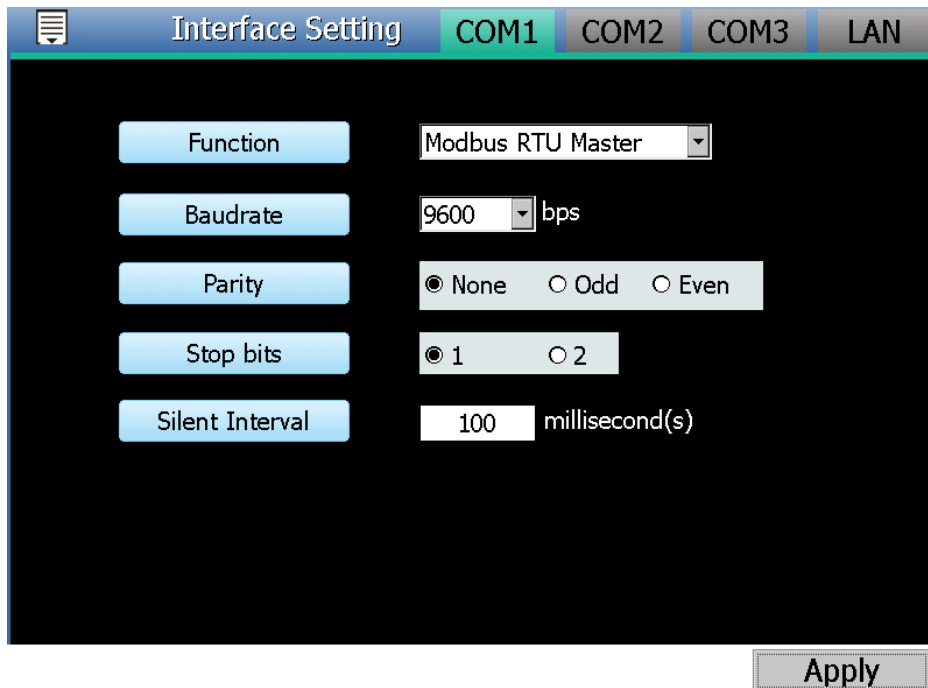 Interface Setting COM1 COM2 COM3 LAN
Function Modbus RTU Master
Baudrate 9600 bps
Parity None Odd Even
Stop bits 1 2
Silent Interval 100 millisecond(s)
Apply